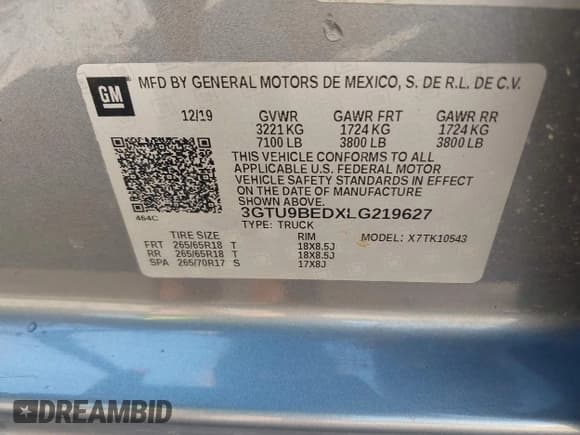 GM
MFD BY GENERAL MOTORS DE MEXICO, S. DE R.L. DE C.V.
12/19 GVWR GAWR FRT GAWR RR
3221 KG 1724 KG 1724 KG
7100 LB 3800 LB 3800 LB
THIS VEHICLE CONFORMS TO ALL
APPLICABLE U.S. FEDERAL MOTOR
VEHICLE SAFETY STANDARDS IN EFFECT
ON THE DATE OF MANUFACTURE
SHOWN ABOVE.
464C 3GTU9BEDXLG219627
TYPE: TRUCK
TIRE SIZE RIM MODEL: X7TK10543
FRT 265/65R18 T 18X8.5J
RR 265/65R18 T 18X8.5J
SPA 265/70R17 S 17X8J
DREAMBID